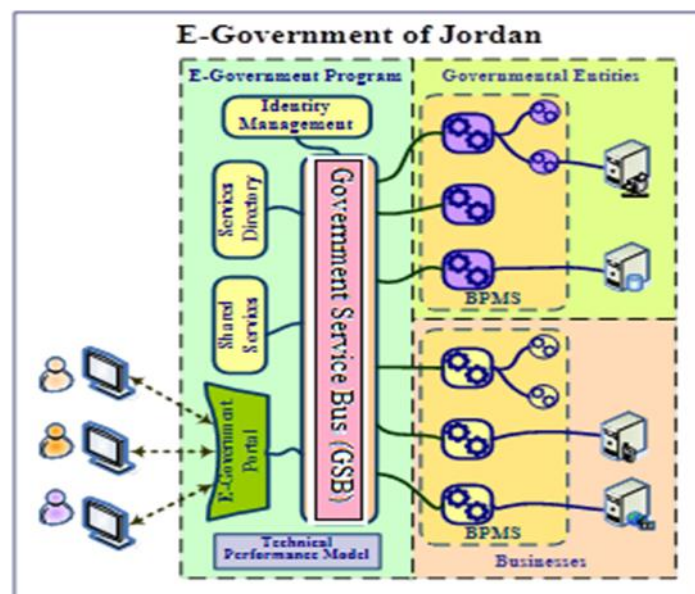 E-Government of Jordan
E-Government Program
Governmental Entities
Identity
Management
Services
Directory
Shared
Services
E-Government
Portal
Government Service Bus (GSB)
Technical
Performance Model
BPMS
BPMS
Businesses